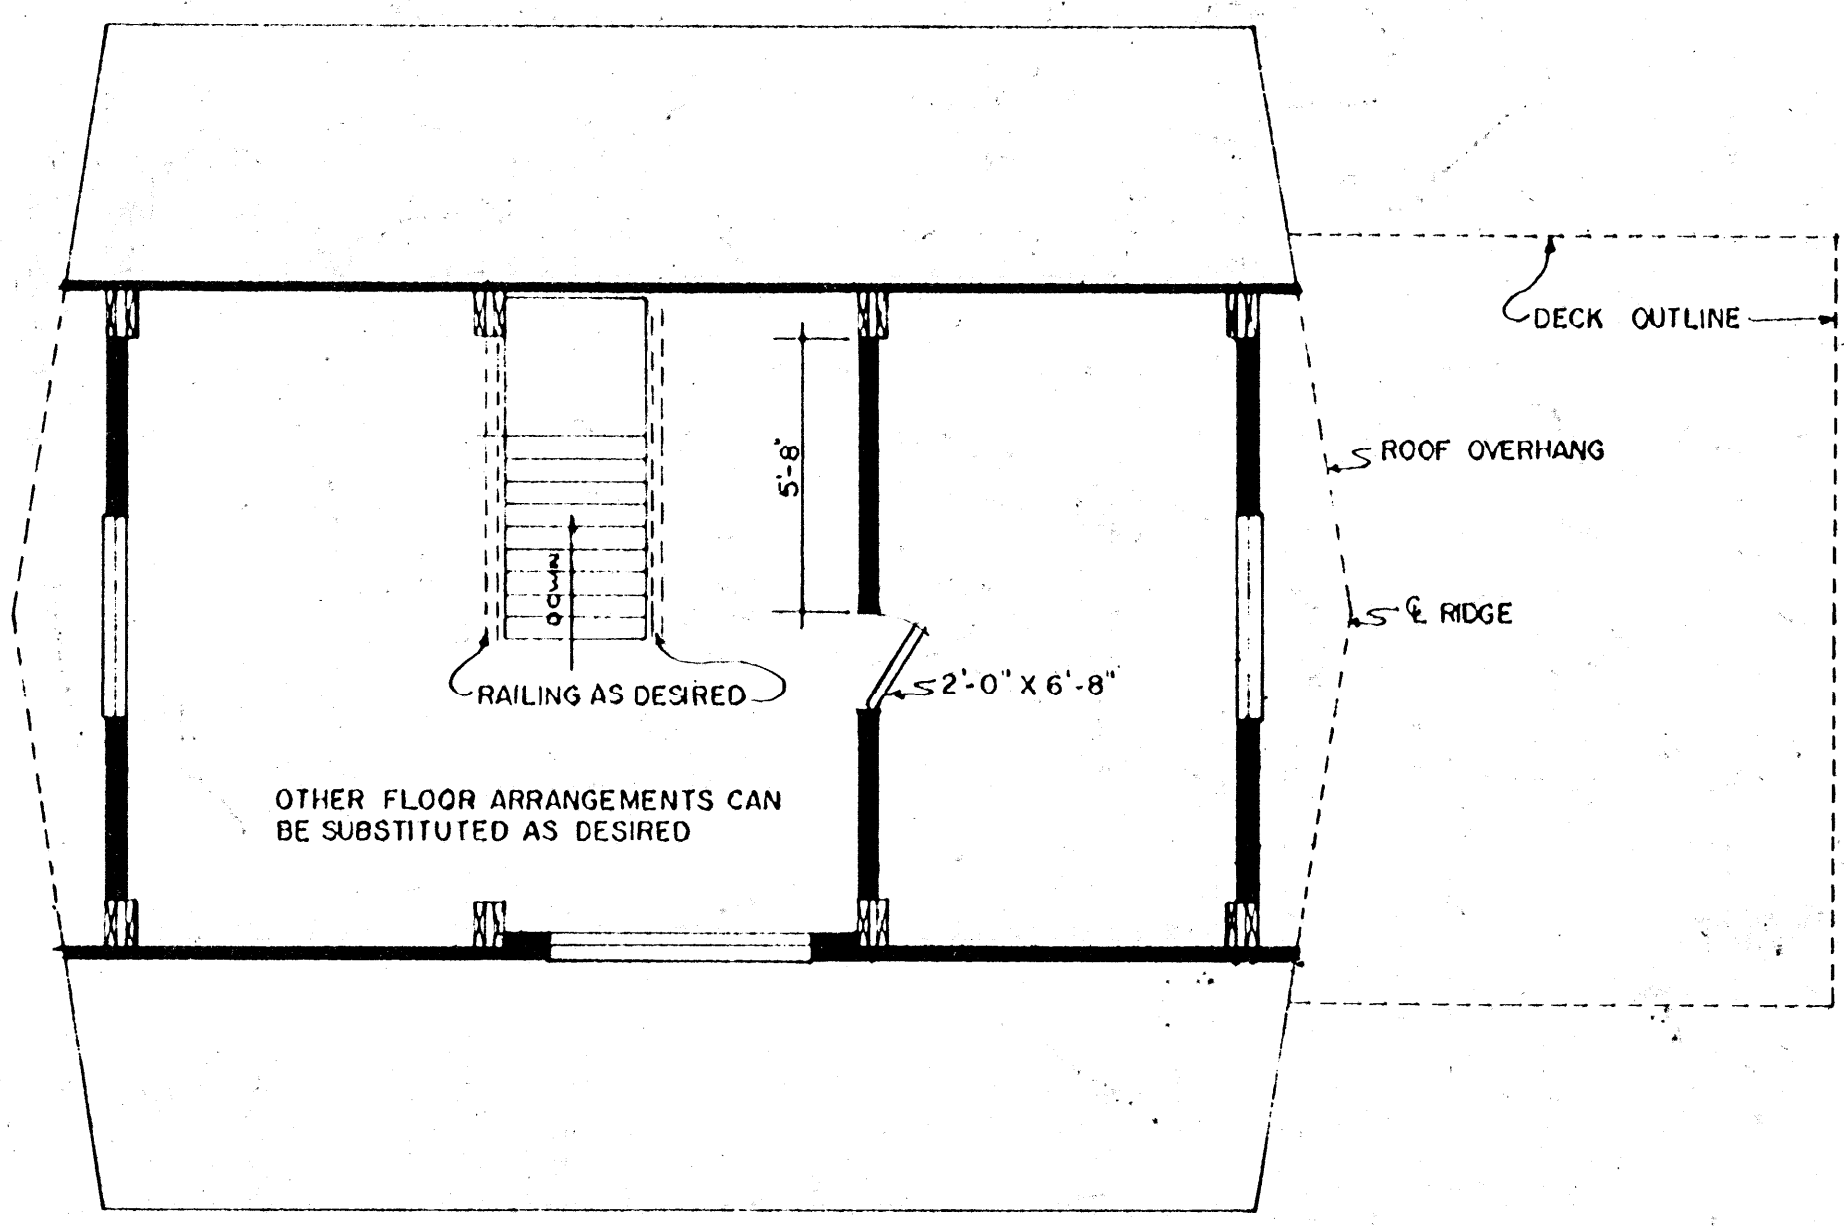 DECK OUTLINE
ROOF OVERHANG
5'-8"
DOWN
℄ RIDGE
2'-0" X 6'-8"
RAILING AS DESIRED
OTHER FLOOR ARRANGEMENTS CAN
BE SUBSTITUTED AS DESIRED